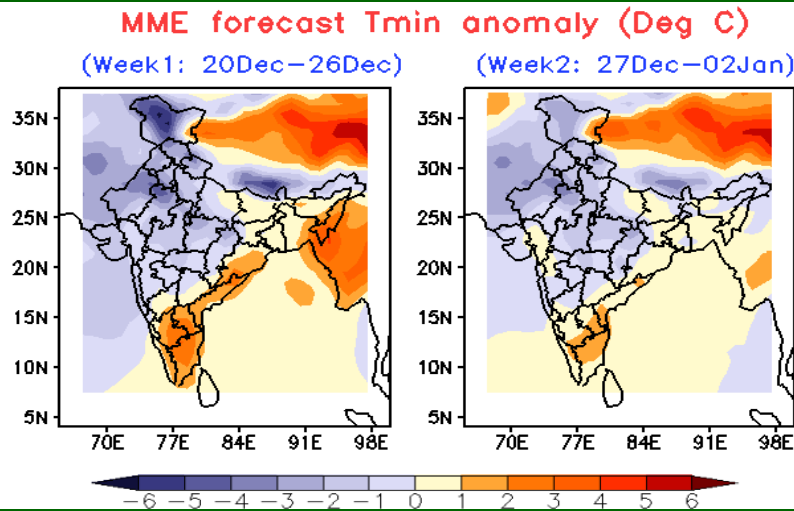 MME forecast Tmin anomaly (Deg C)
(Week1: 20Dec-26Dec)
(Week2: 27Dec-02Jan)
35N
30N
25N
20N
15N
10N
5N
70E 77E 84E 91E 98E
35N
30N
25N
20N
15N
10N
5N
70E 77E 84E 91E 98E
-6 -5 -4 -3 -2 -1 0 1 2 3 4 5 6